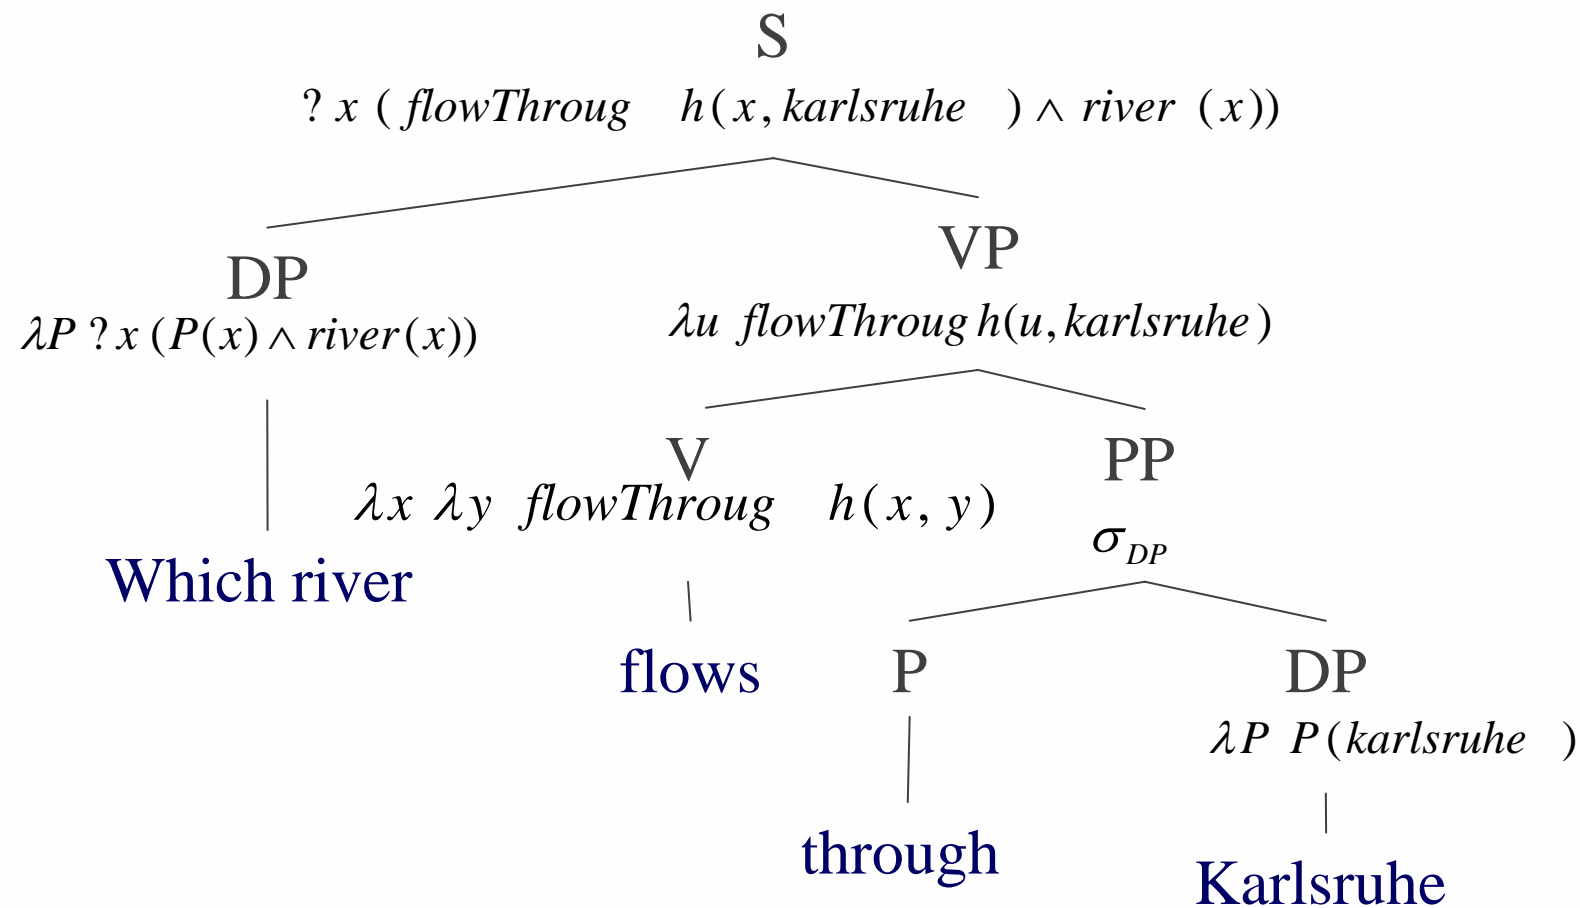 S
? x ( flowThroug h( x , karlsruhe ) ∧ river ( x ))
VP
DP
λu flowThroug h(u, karlsruhe )
λP ? x (P(x) ∧ river(x))
V
PP
λx λy flowThroug h( x, y )
σ_DP
Which river
flows
P
DP
λP P(karlsruhe )
through
Karlsruhe